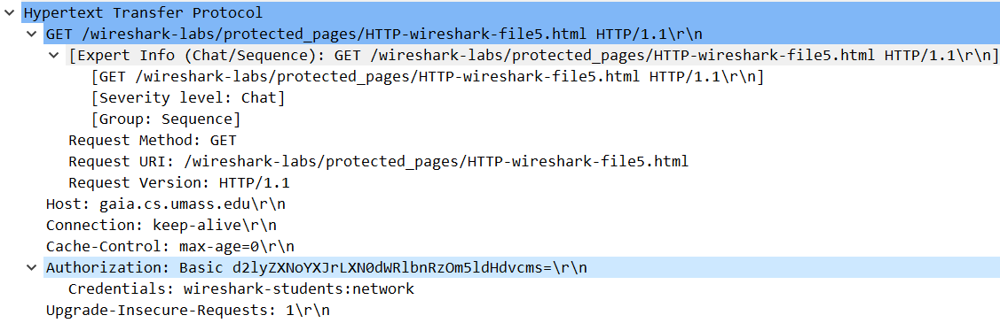 Hypertext Transfer Protocol
GET /wireshark-labs/protected_pages/HTTP-wireshark-file5.html HTTP/1.1\r\n
[Expert Info (Chat/Sequence): GET /wireshark-labs/protected_pages/HTTP-wireshark-file5.html HTTP/1.1\r\n]
[GET /wireshark-labs/protected_pages/HTTP-wireshark-file5.html HTTP/1.1\r\n]
[Severity level: Chat]
[Group: Sequence]
Request Method: GET
Request URI: /wireshark-labs/protected_pages/HTTP-wireshark-file5.html
Request Version: HTTP/1.1
Host: gaia.cs.umass.edu\r\n
Connection: keep-alive\r\n
Cache-Control: max-age=0\r\n
Authorization: Basic d2lyZXNoYXJrLXN0dWRlbnRzOm5ldHdvcms=\r\n
Credentials: wireshark-students:network
Upgrade-Insecure-Requests: 1\r\n